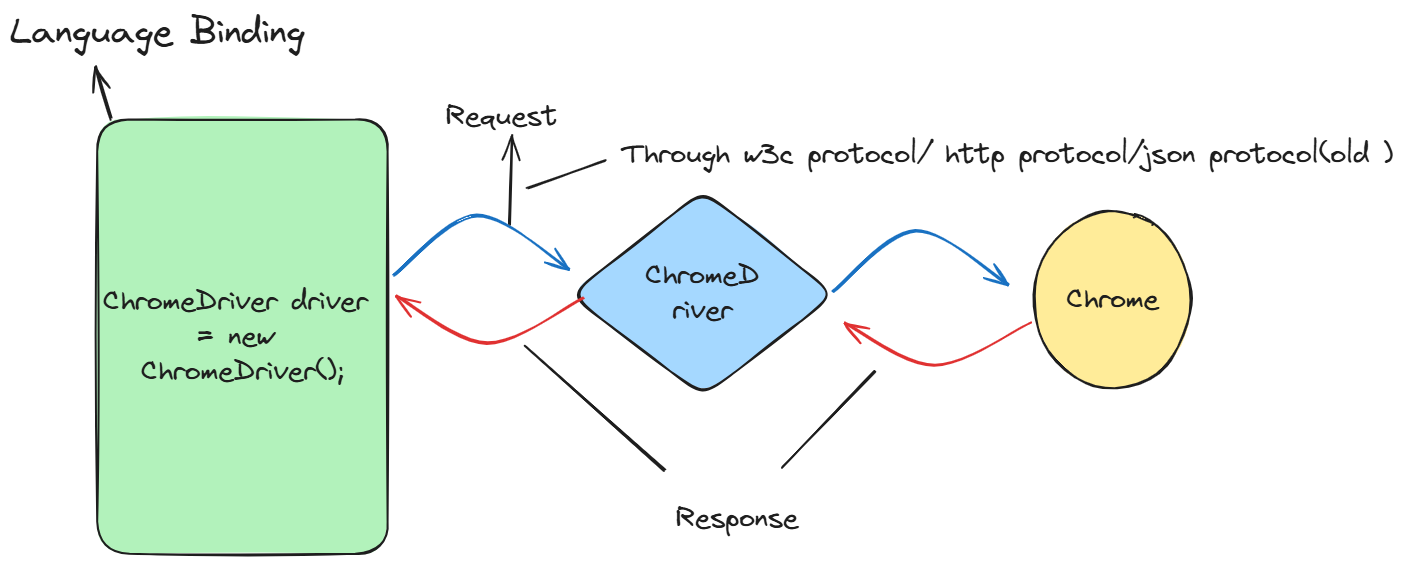 Language Binding
Request
Through w3c protocol/ http protocol/json protocol(old )
ChromeDriver driver
= new
ChromeDriver();
ChromeD
river
Chrome
Response